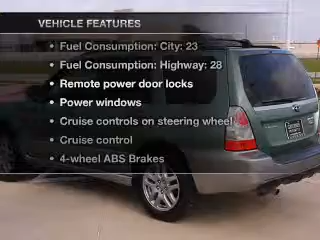 VEHICLE FEATURES
• Fuel Consumption: City: 23
• Fuel Consumption: Highway: 28
• Remote power door locks
• Power windows
• Cruise controls on steering wheel
• Cruise control
• 4-wheel ABS Brakes